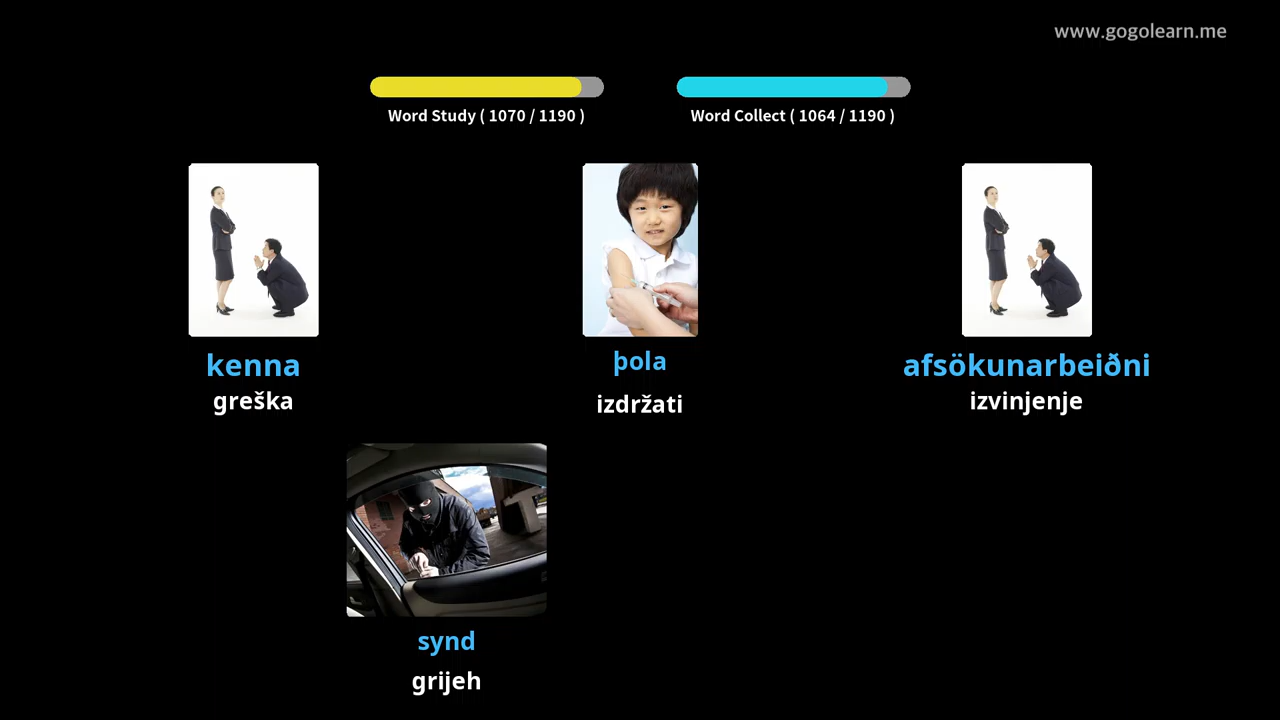 www.gogolearn.me
Word Study ( 1070 / 1190 )
Word Collect ( 1064 / 1190 )
kenna
greška
þola
izdržati
afsökunarbeiðni
izvinjenje
synd
grijeh